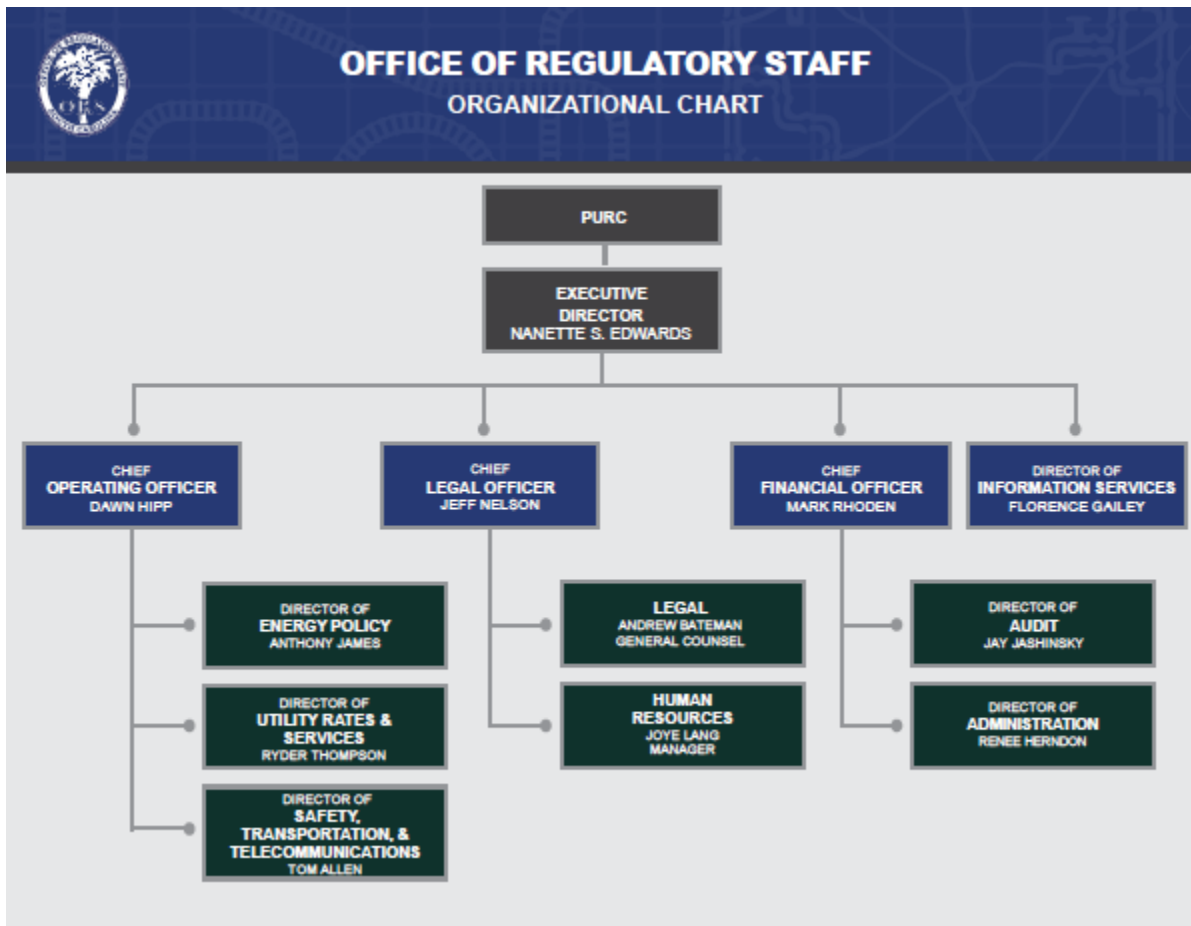 OFFICE OF REGULATORY STAFF
ORGANIZATIONAL CHART
ORS
PURC
EXECUTIVE
DIRECTOR
NANETTE S. EDWARDS
CHIEF
OPERATING OFFICER
DAWN HIPP
CHIEF
LEGAL OFFICER
JEFF NELSON
CHIEF
FINANCIAL OFFICER
MARK RHODEN
DIRECTOR OF
INFORMATION SERVICES
FLORENCE GAILEY
DIRECTOR OF
ENERGY POLICY
ANTHONY JAMES
DIRECTOR OF
UTILITY RATES &
SERVICES
RYDER THOMPSON
DIRECTOR OF
SAFETY,
TRANSPORTATION, &
TELECOMMUNICATIONS
TOM ALLEN
LEGAL
ANDREW BATEMAN
GENERAL COUNSEL
HUMAN
RESOURCES
JOYE LANG
MANAGER
DIRECTOR OF
AUDIT
JAY JASHINSKY
DIRECTOR OF
ADMINISTRATION
RENEE HERNDON